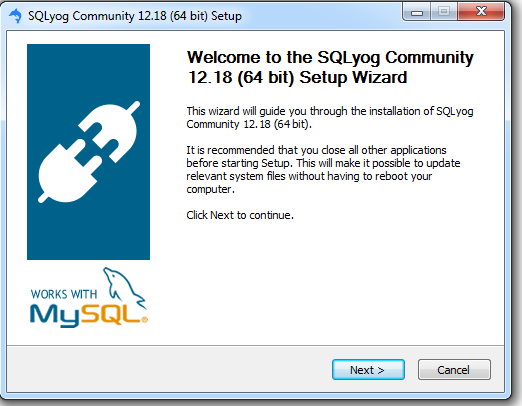 SQLyog Community 12.18 (64 bit) Setup
Welcome to the SQLyog Community
12.18 (64 bit) Setup Wizard
This wizard will guide you through the installation of SQLyog
Community 12.18 (64 bit).
It is recommended that you close all other applications
before starting Setup. This will make it possible to update
relevant system files without having to reboot your
computer.
Click Next to continue.
WORKS WITH
MySQL®
Next >
Cancel